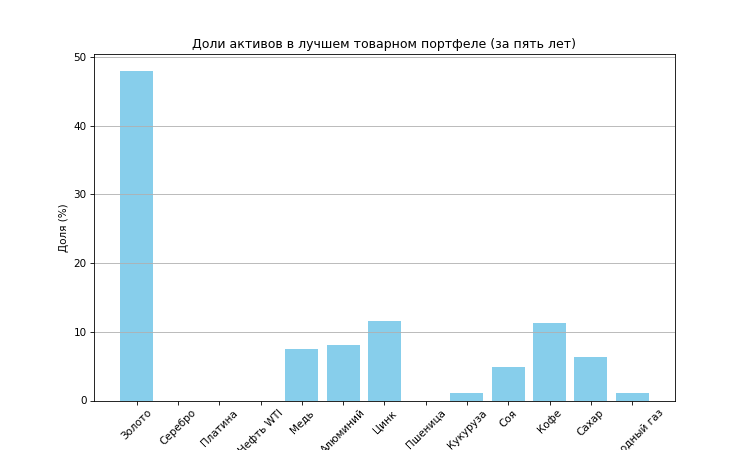 Доли активов в лучшем товарном портфеле (за пять лет)
Доля (%)
50
40
30
20
10
0
Золото
Серебро
Платина
Нефть WTI
Медь
Алюминий
Цинк
Пшеница
Кукуруза
Соя
Кофе
Сахар
одный газ